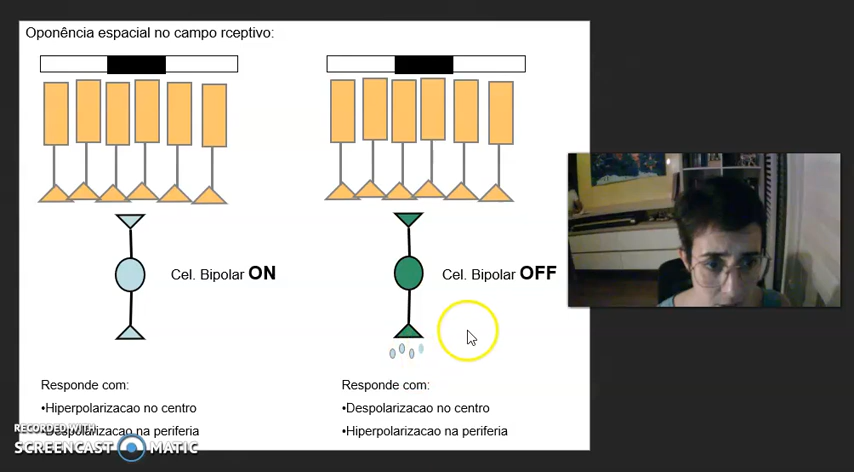 Oponência espacial no campo rceptivo:
Cel. Bipolar ON
Cel. Bipolar OFF
Responde com:
•Hiperpolarizacao no centro
•Despolarizacao na periferia
Responde com:
•Despolarizacao no centro
•Hiperpolarizacao na periferia
RECORDED WITH
SCREENCAST MATIC